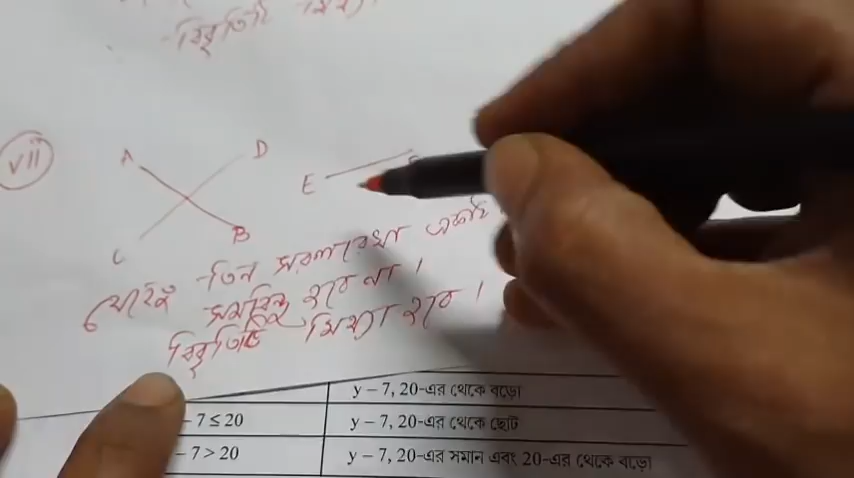 বিবৃতিটি মিথ্যা
vii
A D
E
C B
যেহেতু তিন সরলরেখা একই
সমবিন্দু হবে না ।
বিবৃতিটি মিথ্যা হবে ।
y – 7, 20-এর থেকে বড়ো
- 7 ≤ 20 y – 7, 20-এর থেকে ছোট
- 7 > 20 y – 7, 20-এর সমান এবং 20-এর থেকে বড়ো